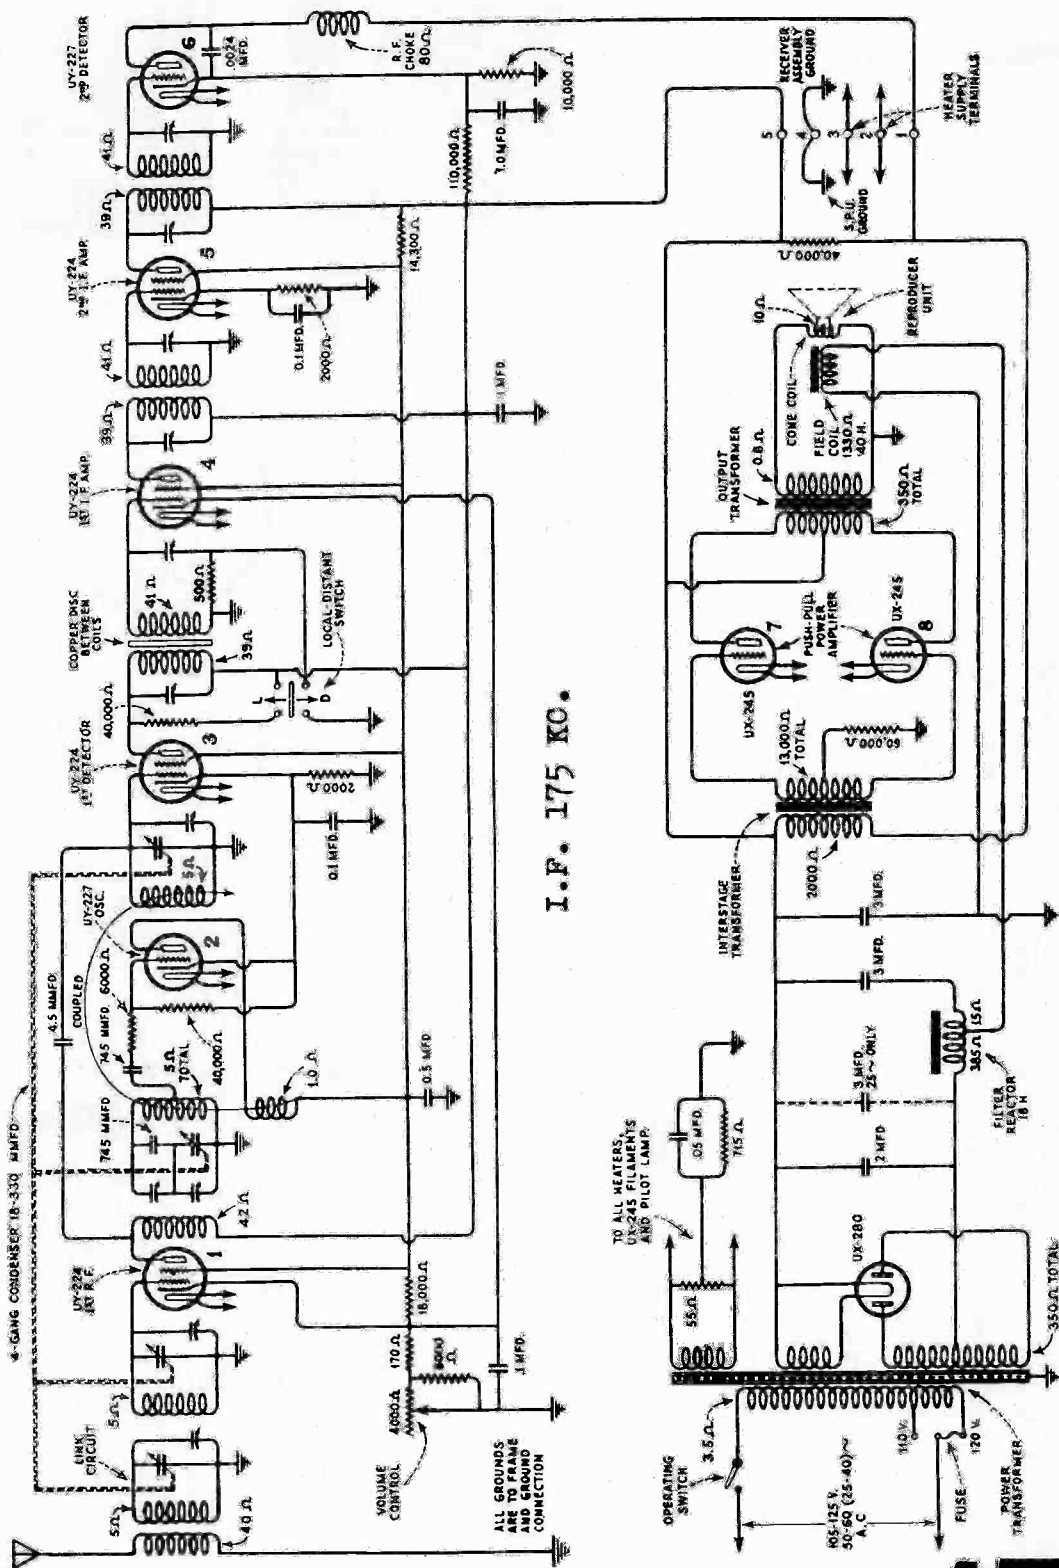 4-GANG CONDENSER 18-330 MMFD
LINK
CIRCUIT
5Ω
40Ω
5Ω
UY-224
1ST R.F.
1
4.2 Ω
745 MMFD
4.5 MMFD
COUPLED
745 MMFD.
6000Ω
5Ω
TOTAL
40,000Ω
1.0 Ω
0.5 MFD
UY-227
OSC.
2
5Ω
0.1 MFD
2000Ω
UY-224
1ST DETECTOR
3
40,000Ω
COPPER DISC
BETWEEN
COILS
39Ω
41Ω
500Ω
L
D
LOCAL-DISTANT
SWITCH
UY-224
1ST I.F. AMP.
4
39Ω
41Ω
.1 MFD.
UY-224
2ND I.F. AMP.
5
0.1 MFD.
2000Ω
39Ω
41Ω
14,300Ω
110,000Ω
1.0 MFD.
10,000Ω
UY-227
2ND DETECTOR
6
.0024
MFD.
R.F.
CHOKE
80Ω
VOLUME
CONTROL
4000Ω
170Ω
18,000Ω
Ω
.1 MFD.
ALL GROUNDS
ARE TO FRAME
AND GROUND
CONNECTION
I.F. 175 KC.
OPERATING
SWITCH
3.5Ω
105-125 V.
50-60 (25-40)~
A.C
110 V.
120 V.
FUSE
POWER
TRANSFORMER
55Ω
TO ALL HEATERS,
UX-245 FILAMENTS
AND PILOT LAMP.
.05 MFD.
715 Ω
UX-280
350Ω TOTAL
2 MFD
3 MFD
25~ ONLY
3 MFD.
3 MFD.
385Ω
15Ω
FILTER
REACTOR
18 H
INTERSTAGE
TRANSFORMER
2000Ω
13,000Ω
TOTAL
60,000Ω
UX-245
7
PUSH-PULL
POWER
AMPLIFIER
UX-245
8
OUTPUT
TRANSFORMER
0.8Ω
350Ω
TOTAL
CONE COIL
10Ω
FIELD
COIL
1330Ω
40 H.
REPRODUCER
UNIT
40,000Ω
S.P.U.
GROUND
5
4
3
2
1
RECEIVER
ASSEMBLY
GROUND
HEATER
SUPPLY
TERMINALS.